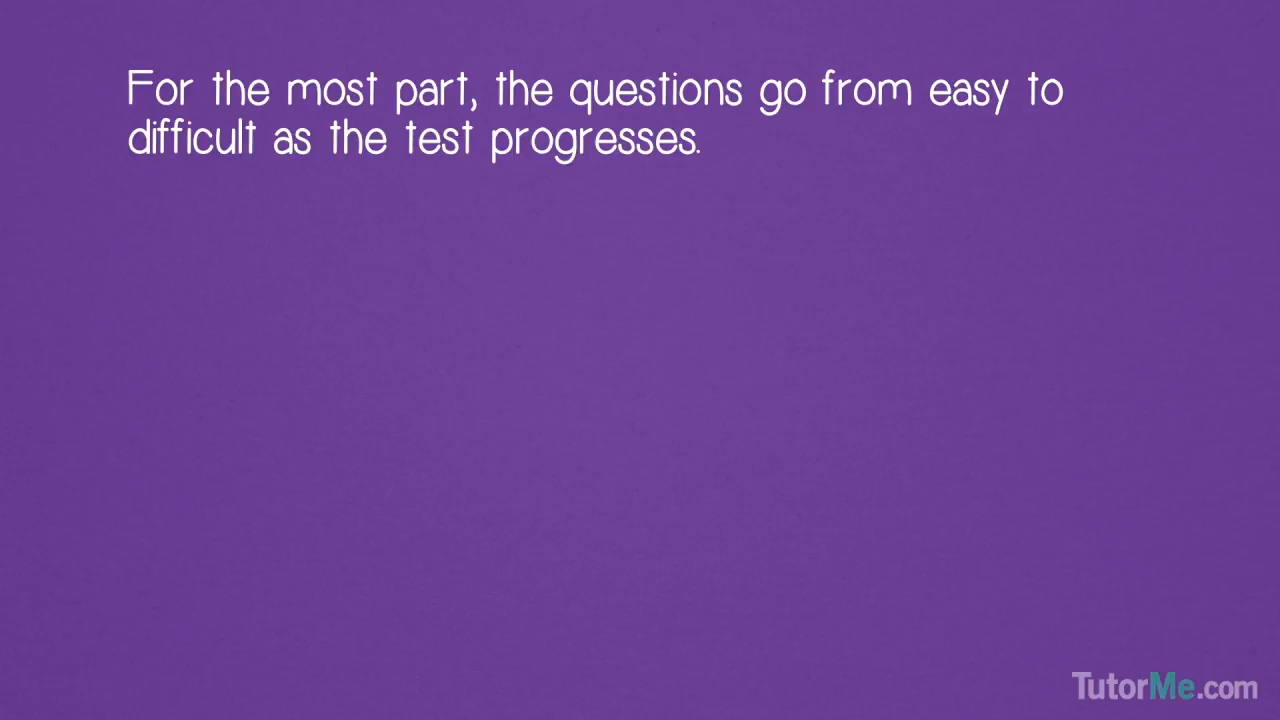 For the most part, the questions go from easy to
difficult as the test progresses.
TutorMe.com